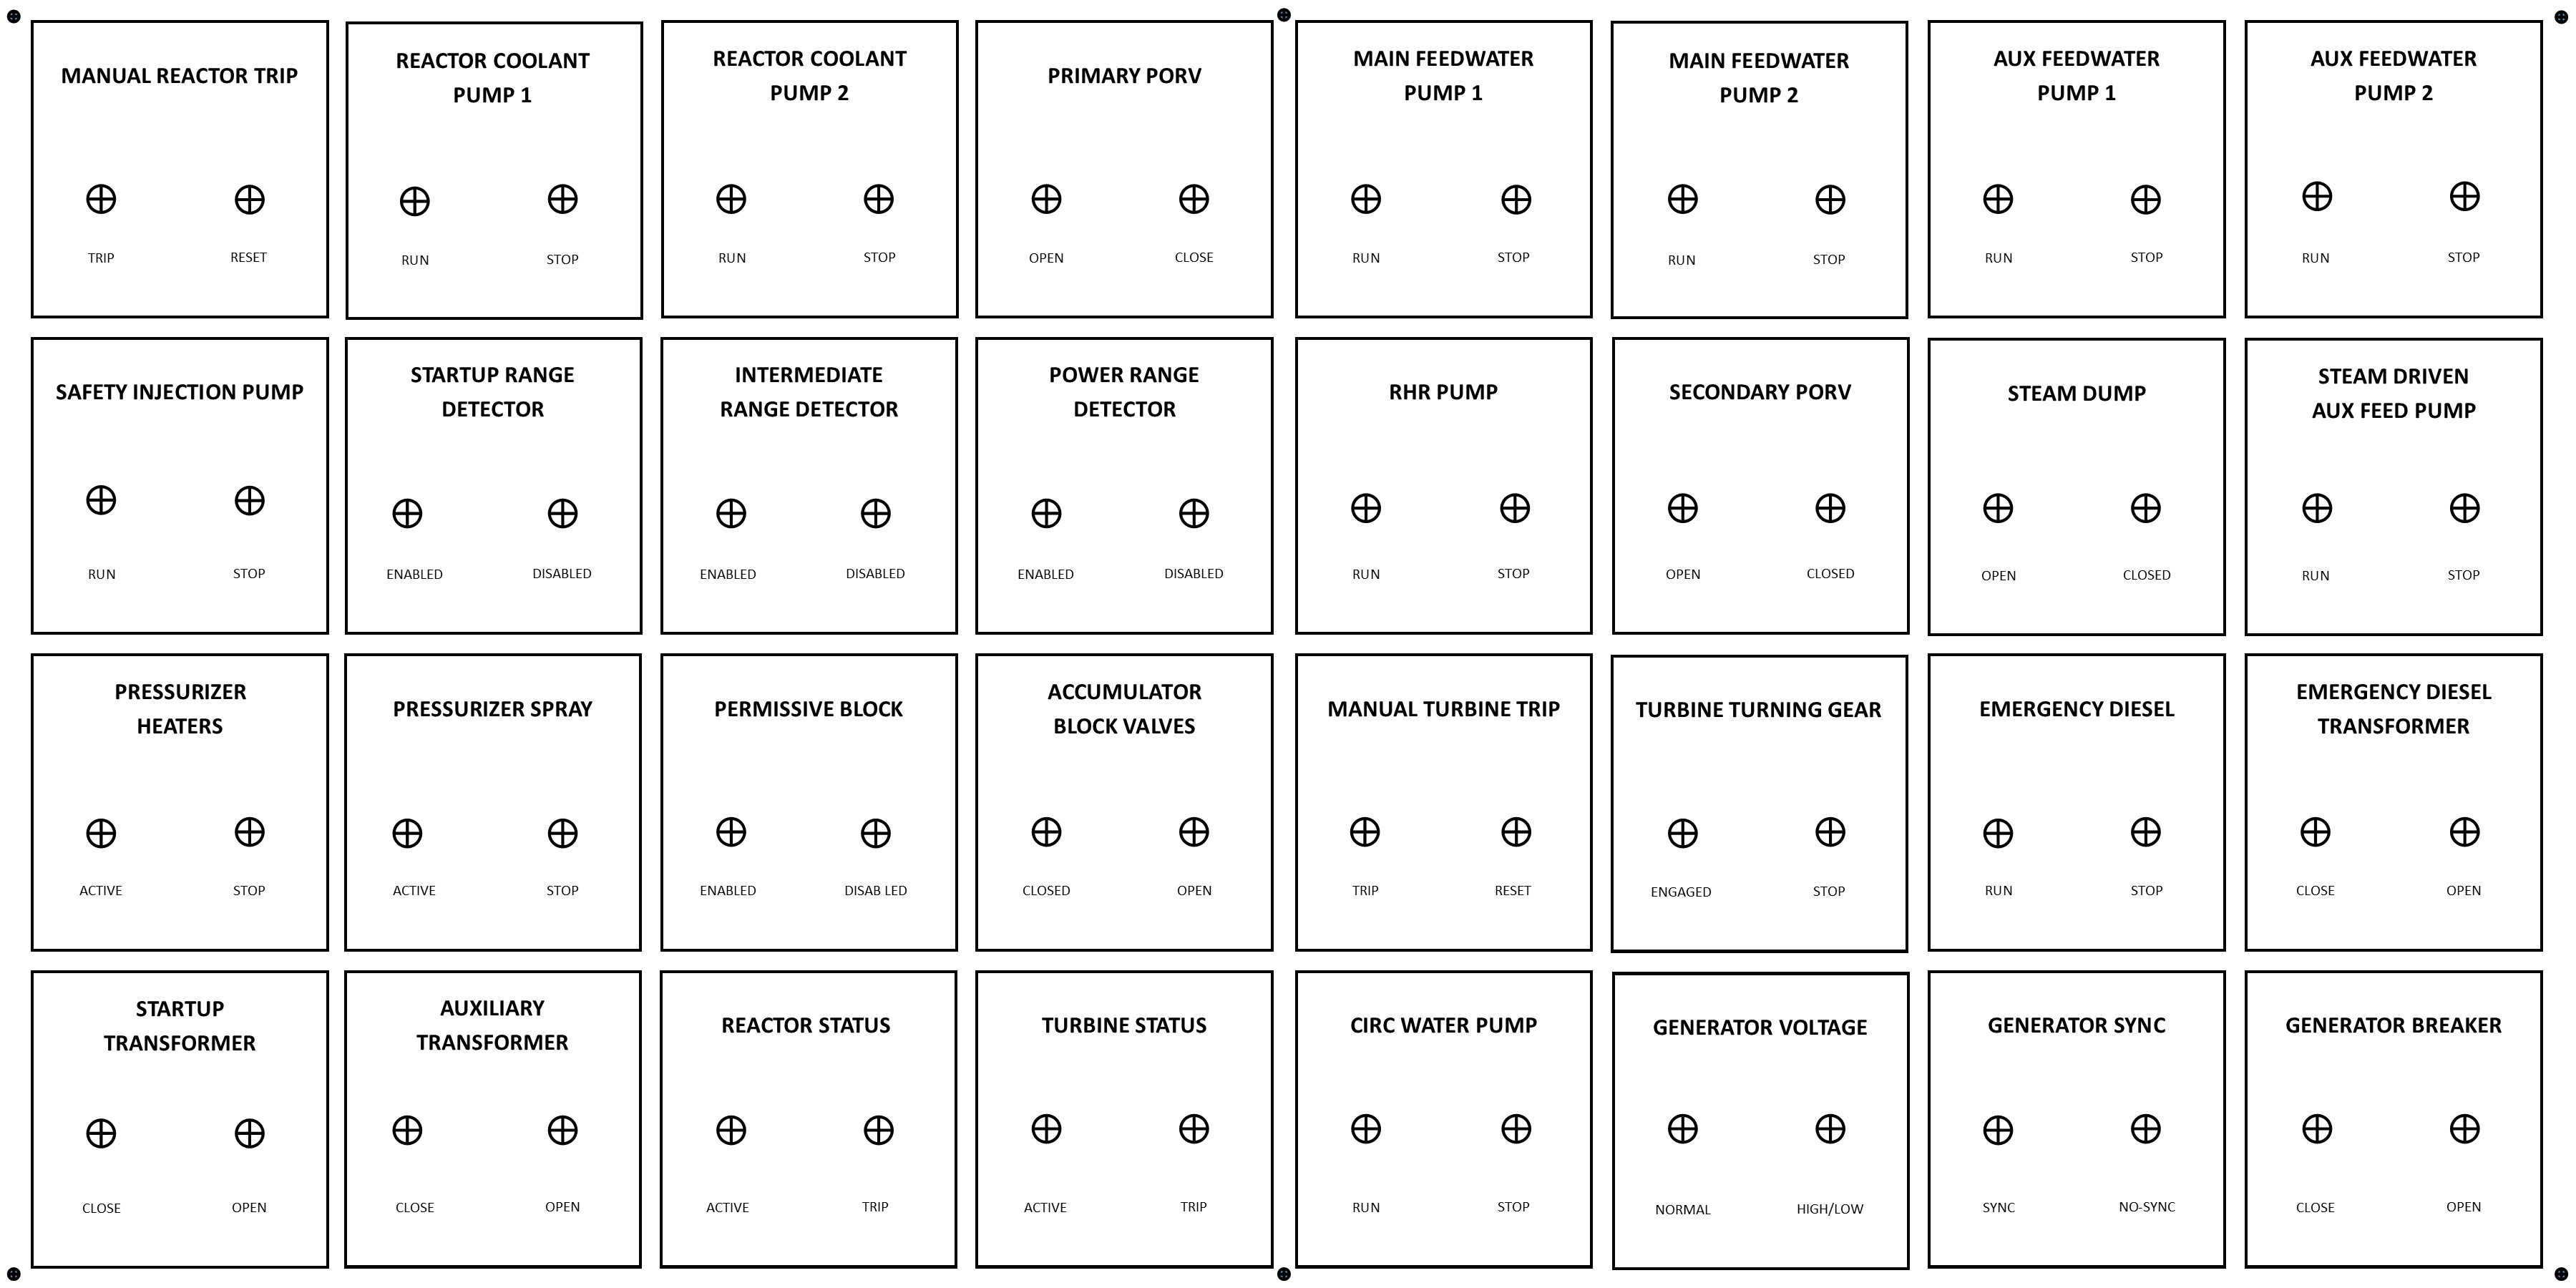 MANUAL REACTOR TRIP
TRIP
RESET
REACTOR COOLANT
PUMP 1
RUN
STOP
REACTOR COOLANT
PUMP 2
RUN
STOP
PRIMARY PORV
OPEN
CLOSE
MAIN FEEDWATER
PUMP 1
RUN
STOP
MAIN FEEDWATER
PUMP 2
RUN
STOP
AUX FEEDWATER
PUMP 1
RUN
STOP
AUX FEEDWATER
PUMP 2
RUN
STOP
SAFETY INJECTION PUMP
RUN
STOP
STARTUP RANGE
DETECTOR
ENABLED
DISABLED
INTERMEDIATE
RANGE DETECTOR
ENABLED
DISABLED
POWER RANGE
DETECTOR
ENABLED
DISABLED
RHR PUMP
RUN
STOP
SECONDARY PORV
OPEN
CLOSED
STEAM DUMP
OPEN
CLOSED
STEAM DRIVEN
AUX FEED PUMP
RUN
STOP
PRESSURIZER
HEATERS
ACTIVE
STOP
PRESSURIZER SPRAY
ACTIVE
STOP
PERMISSIVE BLOCK
ENABLED
DISAB LED
ACCUMULATOR
BLOCK VALVES
CLOSED
OPEN
MANUAL TURBINE TRIP
TRIP
RESET
TURBINE TURNING GEAR
ENGAGED
STOP
EMERGENCY DIESEL
RUN
STOP
EMERGENCY DIESEL
TRANSFORMER
CLOSE
OPEN
STARTUP
TRANSFORMER
CLOSE
OPEN
AUXILIARY
TRANSFORMER
CLOSE
OPEN
REACTOR STATUS
ACTIVE
TRIP
TURBINE STATUS
ACTIVE
TRIP
CIRC WATER PUMP
RUN
STOP
GENERATOR VOLTAGE
NORMAL
HIGH/LOW
GENERATOR SYNC
SYNC
NO-SYNC
GENERATOR BREAKER
CLOSE
OPEN